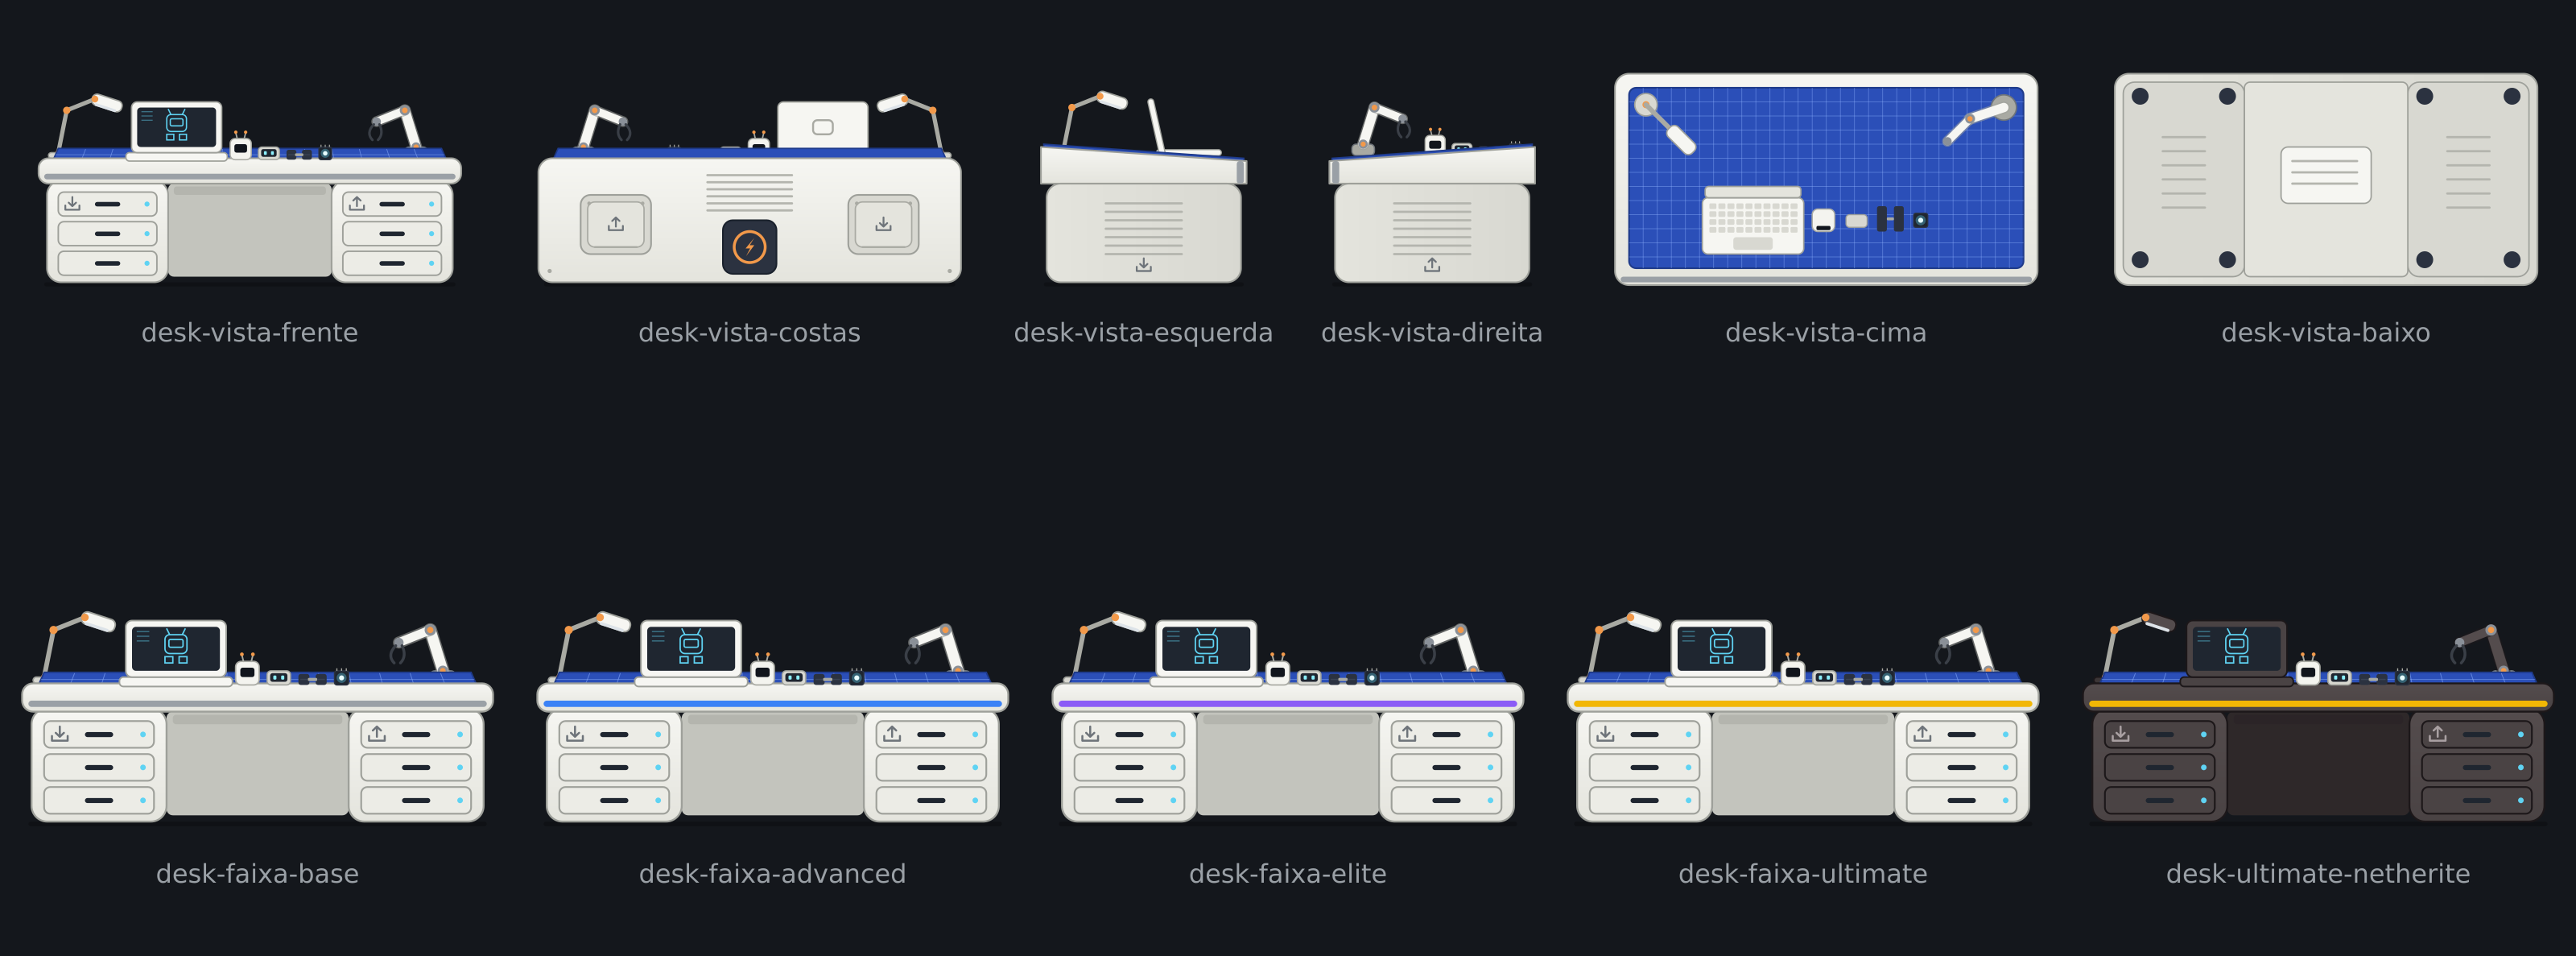 desk-vista-frente
desk-vista-costas
desk-vista-esquerda
desk-vista-direita
desk-vista-cima
desk-vista-baixo
desk-faixa-base
desk-faixa-advanced
desk-faixa-elite
desk-faixa-ultimate
desk-ultimate-netherite